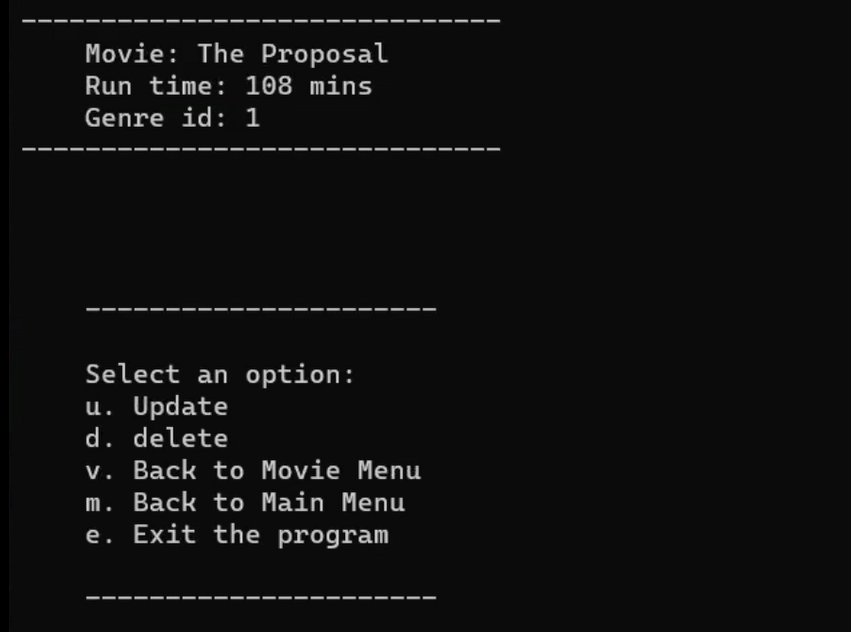 ------------------------------
Movie: The Proposal
Run time: 108 mins
Genre id: 1
------------------------------
----------------------
Select an option:
u. Update
d. delete
v. Back to Movie Menu
m. Back to Main Menu
e. Exit the program
----------------------